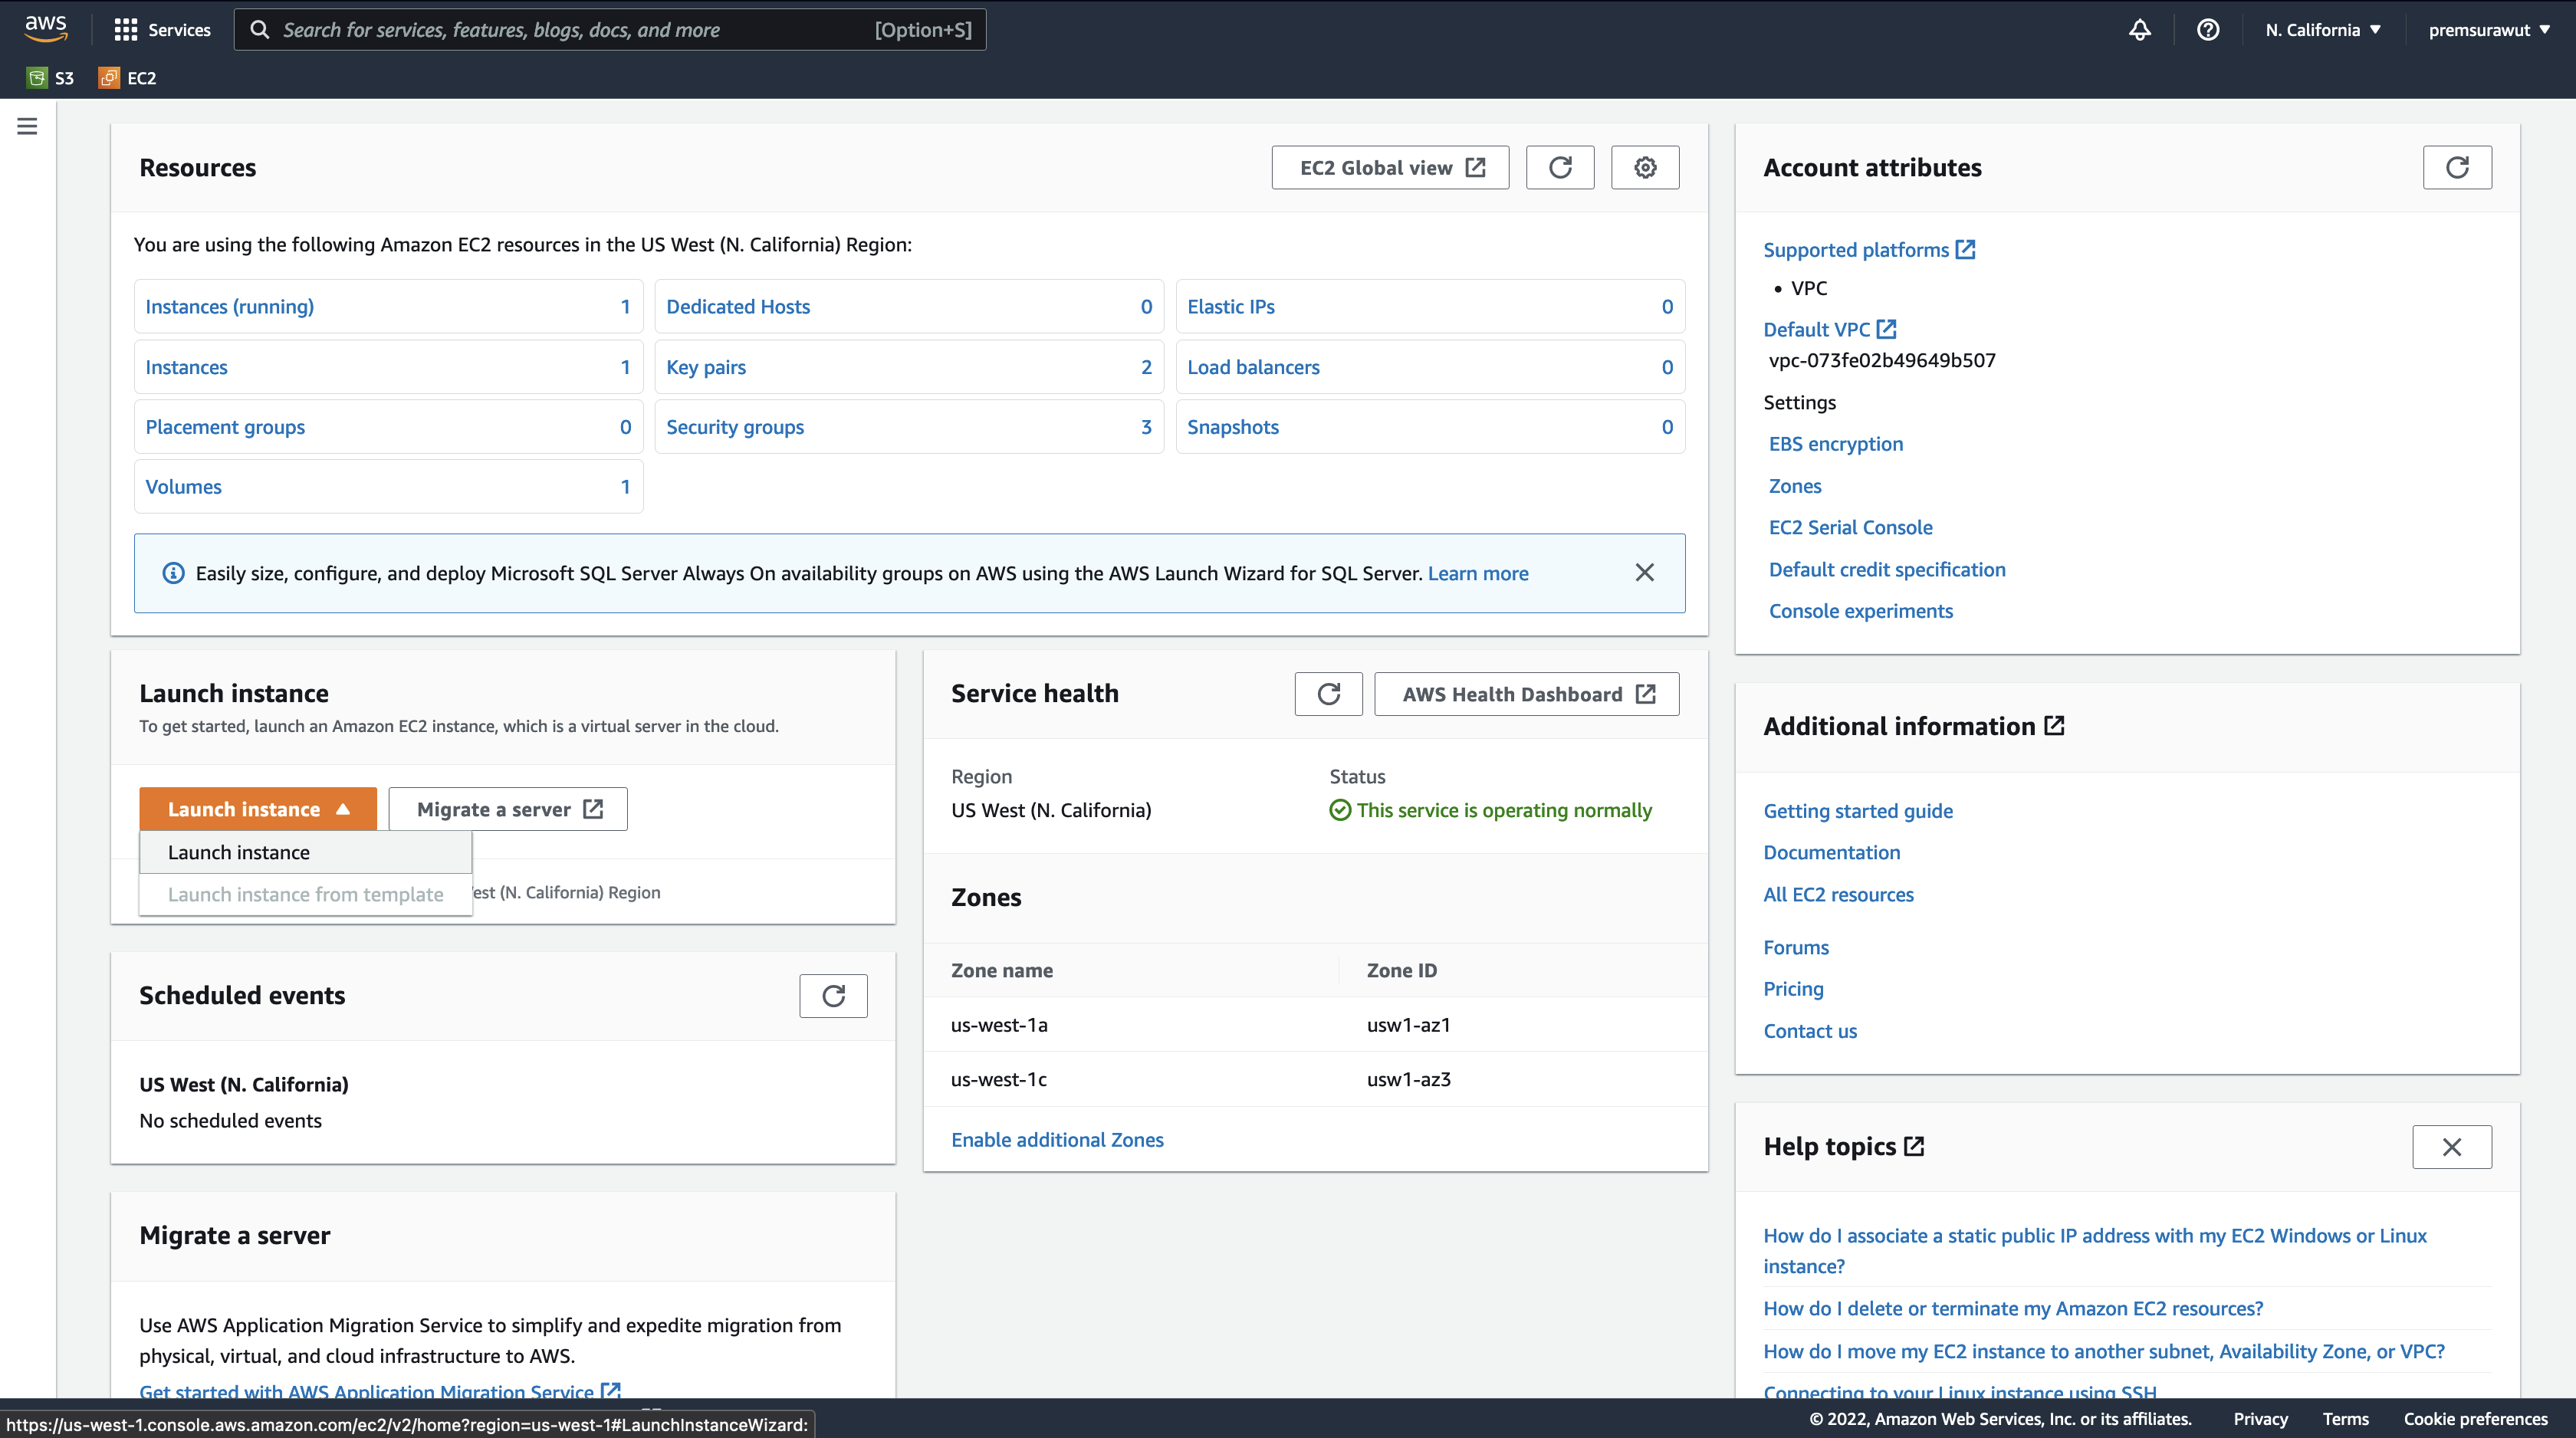 aws
Services
Search for services, features, blogs, docs, and more
[Option+S]
N. California
premsurawut
S3
EC2
Resources
EC2 Global view
You are using the following Amazon EC2 resources in the US West (N. California) Region:
Instances (running) 1
Dedicated Hosts 0
Elastic IPs 0
Instances 1
Key pairs 2
Load balancers 0
Placement groups 0
Security groups 3
Snapshots 0
Volumes 1
Easily size, configure, and deploy Microsoft SQL Server Always On availability groups on AWS using the AWS Launch Wizard for SQL Server. Learn more
Launch instance
To get started, launch an Amazon EC2 instance, which is a virtual server in the cloud.
Launch instance
Migrate a server
Launch instance
Launch instance from template
est (N. California) Region
Scheduled events
US West (N. California)
No scheduled events
Migrate a server
Use AWS Application Migration Service to simplify and expedite migration from
physical, virtual, and cloud infrastructure to AWS.
Get started with AWS Application Migration Service
Service health
AWS Health Dashboard
Region
Status
US West (N. California)
This service is operating normally
Zones
Zone name
Zone ID
us-west-1a
usw1-az1
us-west-1c
usw1-az3
Enable additional Zones
Account attributes
Supported platforms
• VPC
Default VPC
vpc-073fe02b49649b507
Settings
EBS encryption
Zones
EC2 Serial Console
Default credit specification
Console experiments
Additional information
Getting started guide
Documentation
All EC2 resources
Forums
Pricing
Contact us
Help topics
How do I associate a static public IP address with my EC2 Windows or Linux
instance?
How do I delete or terminate my Amazon EC2 resources?
How do I move my EC2 instance to another subnet, Availability Zone, or VPC?
Connecting to your Linux instance using SSH
https://us-west-1.console.aws.amazon.com/ec2/v2/home?region=us-west-1#LaunchInstanceWizard:
© 2022, Amazon Web Services, Inc. or its affiliates.
Privacy
Terms
Cookie preferences